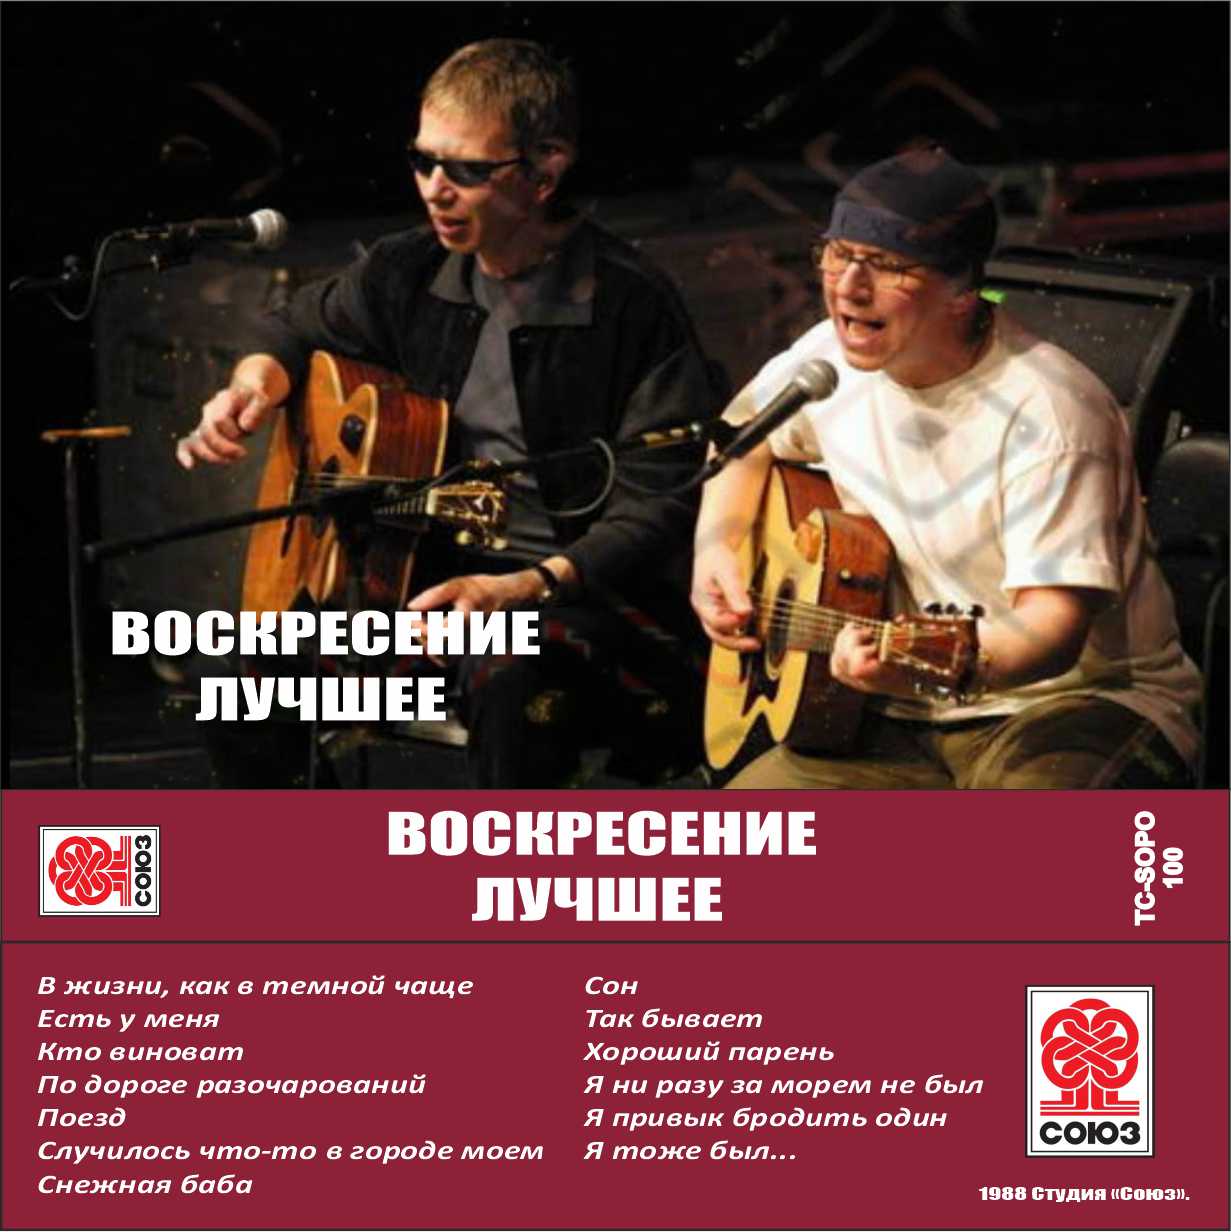 ВОСКРЕСЕНИЕ
ЛУЧШЕЕ
СОЮЗ
ВОСКРЕСЕНИЕ
ЛУЧШЕЕ
TC-SOPO
100
В жизни, как в темной чаще
Есть у меня
Кто виноват
По дороге разочарований
Поезд
Случилось что-то в городе моем
Снежная баба
Сон
Так бывает
Хороший парень
Я ни разу за морем не был
Я привык бродить один
Я тоже был...
СОЮЗ
1988 Студия «Союз».